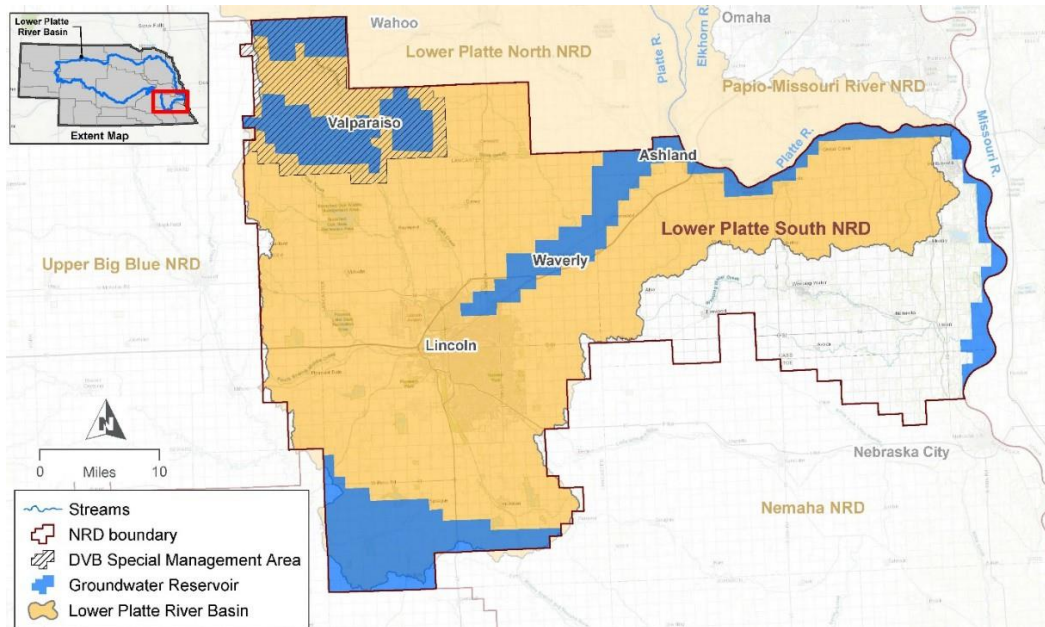 Lower Platte
River Basin
Extent Map
Wahoo
Lower Platte North NRD
Platte R.
Elkhorn R.
Omaha
Papio-Missouri River NRD
Missouri R.
Valparaiso
Ashland
Platte R.
Lower Platte South NRD
Upper Big Blue NRD
Waverly
Lincoln
N
0 10
Miles
Nebraska City
Nemaha NRD
Streams
NRD boundary
DVB Special Management Area
Groundwater Reservoir
Lower Platte River Basin